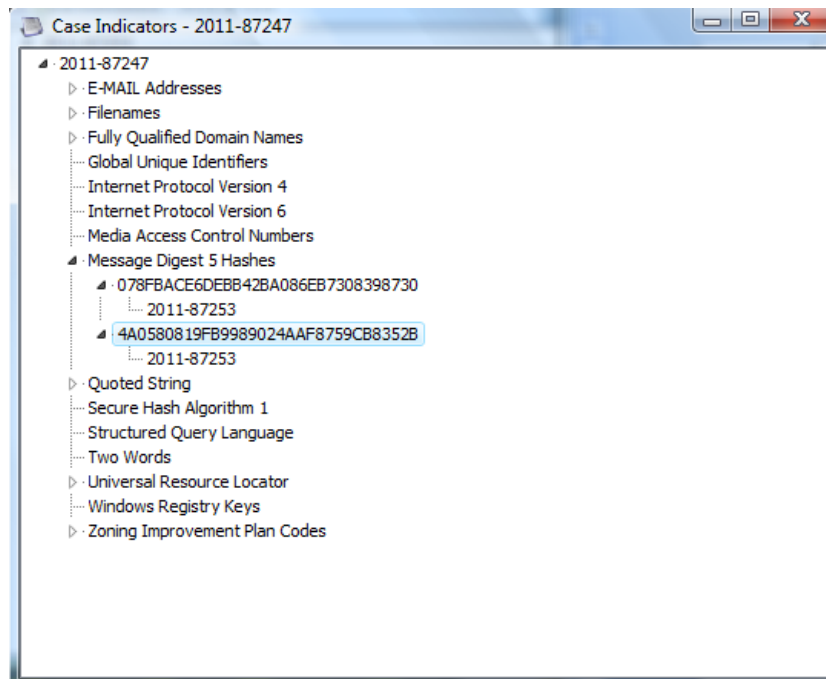 Case Indicators - 2011-87247
2011-87247
E-MAIL Addresses
Filenames
Fully Qualified Domain Names
Global Unique Identifiers
Internet Protocol Version 4
Internet Protocol Version 6
Media Access Control Numbers
Message Digest 5 Hashes
078FBACE6DEBB42BA086EB7308398730
2011-87253
4A0580819FB9989024AAF8759CB8352B
2011-87253
Quoted String
Secure Hash Algorithm 1
Structured Query Language
Two Words
Universal Resource Locator
Windows Registry Keys
Zoning Improvement Plan Codes